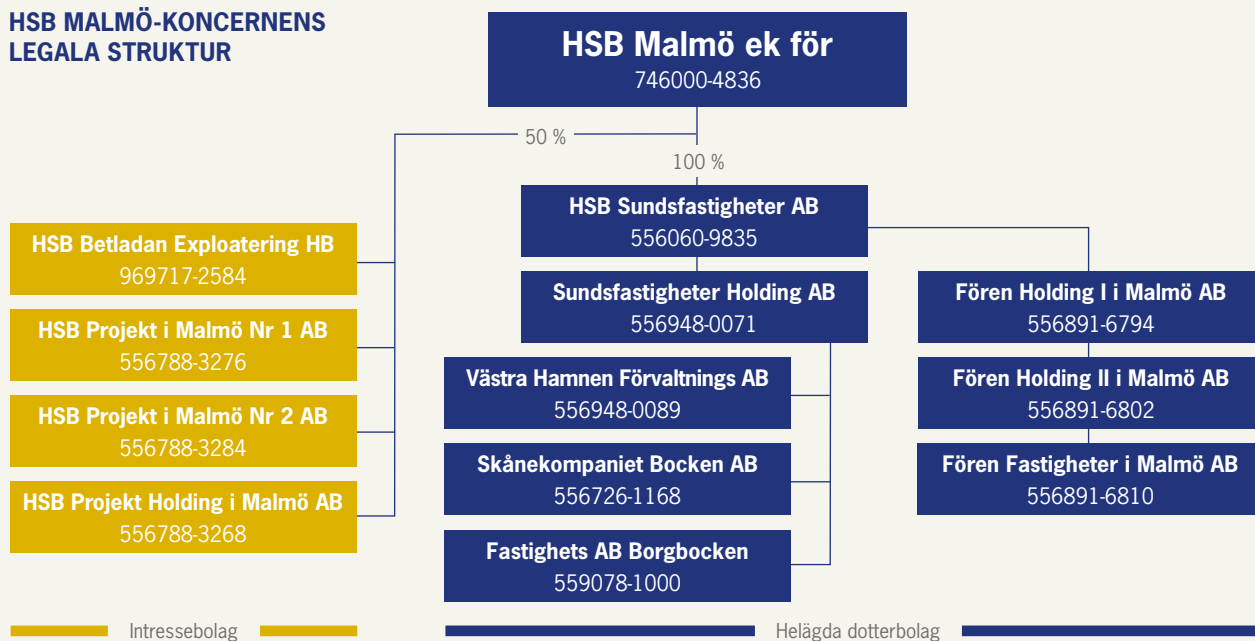 HSB MALMÖ-KONCERNENS
LEGALA STRUKTUR
HSB Malmö ek för
746000-4836
50 %
100 %
HSB Sundsfastigheter AB
556060-9835
HSB Betladan Exploatering HB
969717-2584
Sundsfastigheter Holding AB
556948-0071
Fören Holding I i Malmö AB
556891-6794
HSB Projekt i Malmö Nr 1 AB
556788-3276
Västra Hamnen Förvaltnings AB
556948-0089
Fören Holding II i Malmö AB
556891-6802
HSB Projekt i Malmö Nr 2 AB
556788-3284
Skånekompaniet Bocken AB
556726-1168
Fören Fastigheter i Malmö AB
556891-6810
HSB Projekt Holding i Malmö AB
556788-3268
Fastighets AB Borgbocken
559078-1000
Intressebolag
Helägda dotterbolag